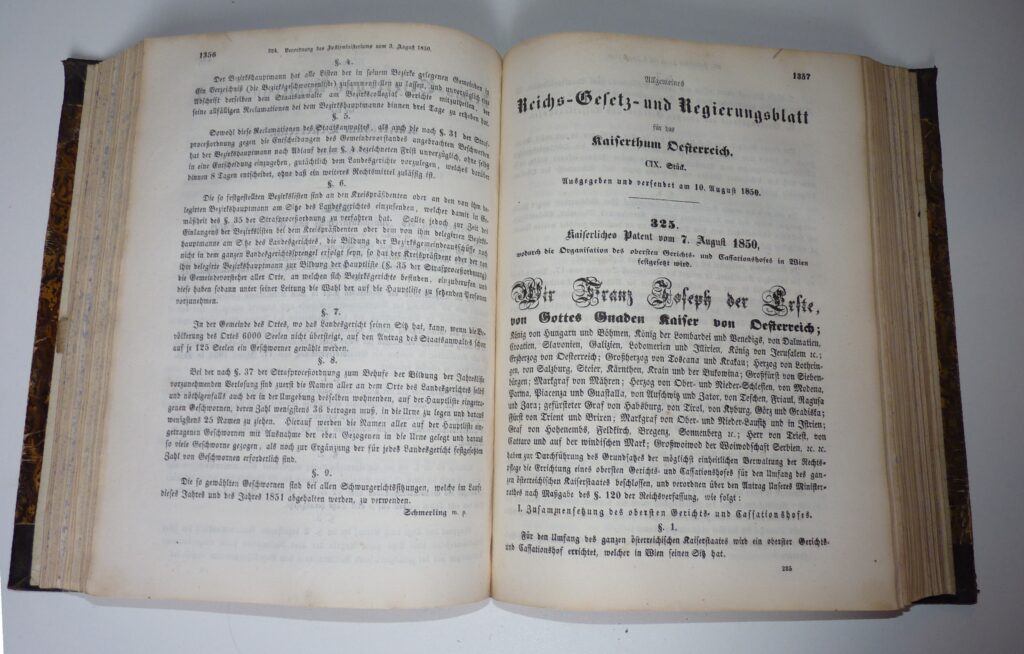 1356
324. Verordnung des Justizministeriums vom 3. August 1850.
§. 4.
Der Bezirkshauptmann hat alle Listen der in seinem Bezirke gelegenen Gemeinden in
Ein Verzeichniß (die Bezirksgeschwornenliste) zusammenstellen zu lassen, und unverzüglich eine
Abschrift derselben dem Staatsanwalte am Bezirkscollegial-Gerichte mitzutheilen, der
seine allfälligen Reclamationen bei dem Bezirkshauptmanne binnen drei Tage zu erheben hat.
§. 5.
Sowohl diese Reclamationen des Staatsanwaltes, als auch die nach §. 31 der Straf-
proceßordnung gegen die Entscheidungen des Gemeindevorstandes angebrachten Beschwerden
hat der Bezirkshauptmann nach Ablauf der im §. 4 bezeichneten Frist unverzüglich, ohne selbst
in eine Entscheidung einzugehen, gutächtlich dem Landesgerichte vorzulegen, welches darüber
binnen 8 Tagen entscheidet, ohne daß ein weiteres Rechtsmittel zulässig ist.
§. 6.
Die so festgestellten Bezirkslisten sind an den Kreispräsidenten oder an den von ihm de-
legirten Bezirkshauptmann am Sitze des Landesgerichtes einzusenden, welcher damit in Ge-
mäßheit des §. 35 der Strafproceßordnung zu verfahren hat. Sollte jedoch zur Zeit des
Einlangens der Bezirkslisten bei dem Kreispräsidenten oder dem von ihm delegirten Bezirks-
hauptmanne am Sitze des Landesgerichtes, die Bildung der Bezirksgemeindeausschüsse noch
nicht in dem ganzen Landesgerichtssprengel erfolgt seyn, so hat der Kreispräsident oder der von
ihm delegirte Bezirkshauptmann zur Bildung der Hauptliste (§. 35 der Strafproceßordnung)
die Gemeindevorsteher aller Orte, an welchen sich Bezirksgerichte befinden, einzuberufen und
diese haben sodann unter seiner Leitung die Wahl der auf die Hauptliste zu setzenden Personen
vorzunehmen.
§. 7.
In der Gemeinde des Ortes, wo das Landesgericht seinen Sitz hat, kann, wenn die Be-
völkerung des Ortes 6000 Seelen nicht übersteigt, auf den Antrag des Staatsanwaltes schon
auf je 125 Seelen ein Geschworner gewählt werden.
§. 8.
Bei der nach §. 37 der Strafproceßordnung zum Behufe der Bildung der Jahresliste
vorzunehmenden Verlosung sind zuerst die Namen aller an dem Orte des Landesgerichtes selbst
und nöthigenfalls auch der in der Umgebung desselben wohnenden, auf der Hauptliste eingetra-
genen Geschwornen, deren Zahl wenigstens 36 betragen muß, in die Urne zu legen und daraus
wenigstens 25 Namen zu ziehen. Hierauf werden die Namen aller auf der Hauptliste ein-
getragenen Geschwornen mit Ausnahme der eben Gezogenen in die Urne gelegt und daraus
so viele Geschworne gezogen, als noch zur Ergänzung der für jedes Landesgericht festgesetzten
Zahl von Geschwornen erforderlich sind.
§. 9.
Die so gewählten Geschwornen sind bei allen Schwurgerichtssitzungen, welche im Laufe
dieses Jahres und des Jahres 1851 abgehalten werden, zu verwenden.
Schmerling m. p.
1357
Allgemeines
Reichs-Gesetz- und Regierungsblatt
für das
Kaiserthum Oesterreich.
CIX. Stück.
Ausgegeben und versendet am 10. August 1850.
325.
Kaiserliches Patent vom 7. August 1850,
wodurch die Organisation des obersten Gerichts- und Cassationshofes in Wien
festgesetzt wird.
Wir Franz Joseph der Erste,
von Gottes Gnaden Kaiser von Oesterreich;
König von Hungarn und Böhmen, König der Lombardei und Venedigs, von Dalmatien,
Croatien, Slavonien, Galizien, Lodomerien und Illirien, König von Jerusalem ꝛc.;
Erzherzog von Oesterreich; Großherzog von Toscana und Krakau; Herzog von Lothrin-
gen, von Salzburg, Steier, Kärnthen, Krain und der Bukowina; Großfürst von Sieben-
bürgen; Markgraf von Mähren; Herzog von Ober- und Nieder-Schlesien, von Modena,
Parma, Piacenza und Guastalla, von Auschwitz und Zator, von Teschen, Friaul, Ragusa
und Zara; gefürsteter Graf von Habsburg, von Tirol, von Kyburg, Görz und Gradiska;
Fürst von Trient und Brixen; Markgraf von Ober- und Nieder-Lausitz und in Istrien;
Graf von Hohenembs, Feldkirch, Bregenz, Sonnenberg ꝛc.; Herr von Triest, von
Cattaro und auf der windischen Mark; Großwoiwod der Woiwodschaft Serbien, ꝛc. ꝛc.
haben zur Durchführung des Grundsatzes der möglichst einheitlichen Verwaltung der Rechts-
pflege die Errichtung eines obersten Gerichts- und Cassationshofes für den Umfang des gan-
zen österreichischen Kaiserstaates beschlossen, und verordnen über den Antrag Unseres Minister-
rathes nach Maßgabe des §. 120 der Reichsverfassung, wie folgt:
I. Zusammensetzung des obersten Gerichts- und Cassationshofes.
§. 1.
Für den Umfang des ganzen österreichischen Kaiserstaates wird ein oberster Gerichts-
und Cassationshof errichtet, welcher in Wien seinen Sitz hat.
235